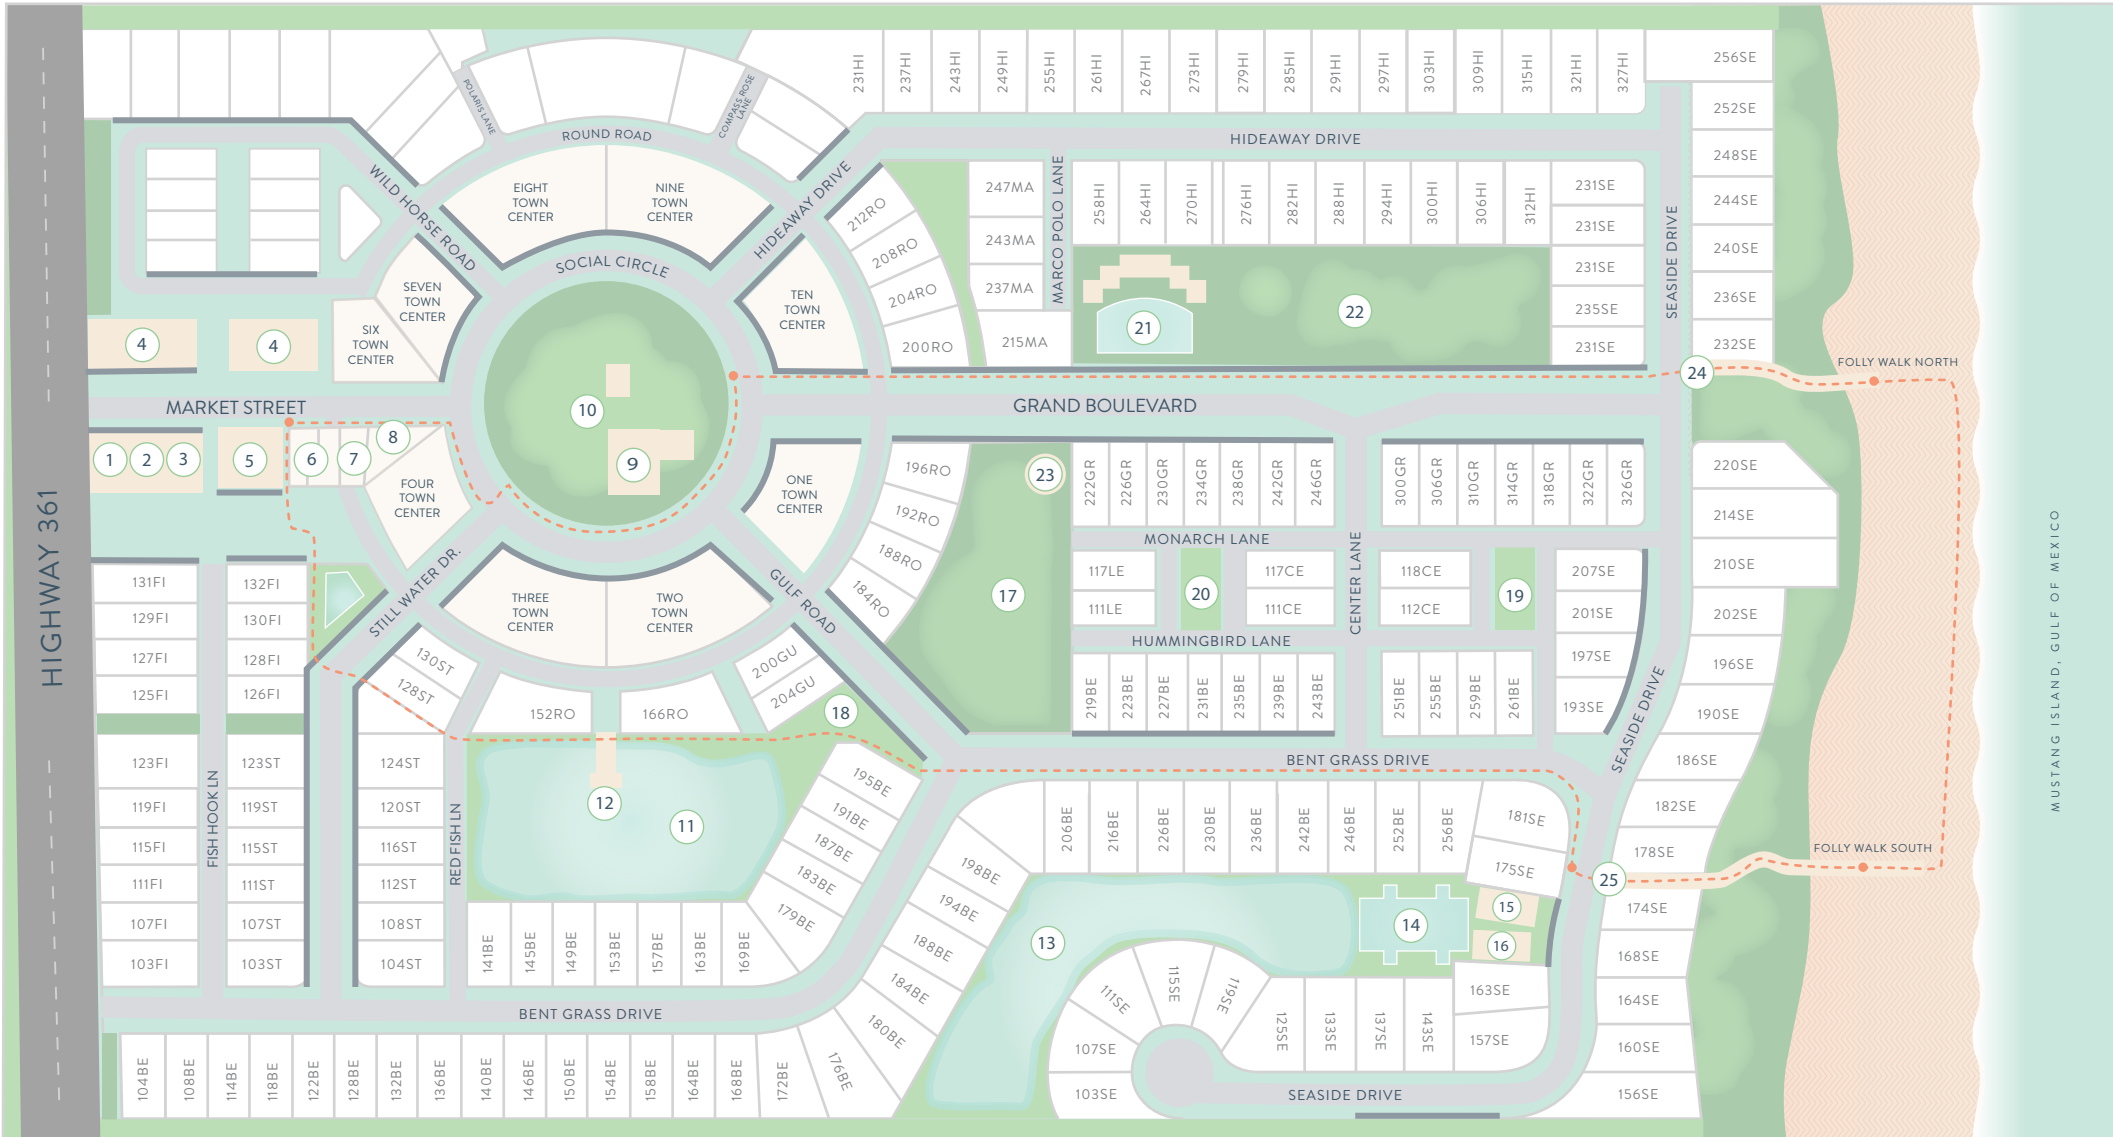 231HI
237HI
243HI
249HI
255HI
261HI
267HI
273HI
279HI
285HI
291HI
297HI
303HI
309HI
315HI
321HI
327HI
256SE
252SE
248SE
244SE
240SE
236SE
232SE
POLARIS LANE
COMPASS ROSE
LANE
ROUND ROAD
HIDEAWAY DRIVE
WILD HORSE ROAD
EIGHT
TOWN
CENTER
NINE
TOWN
CENTER
HIDEAWAY DRIVE
SOCIAL CIRCLE
SEVEN
TOWN
CENTER
SIX
TOWN
CENTER
TEN
TOWN
CENTER
212RO
208RO
204RO
200RO
247MA
243MA
237MA
215MA
MARCO POLO LANE
258HI
264HI
270HI
276HI
282HI
288HI
294HI
300HI
306HI
312HI
231SE
231SE
231SE
235SE
231SE
SEASIDE DRIVE
4
4
10
9
21
22
24
FOLLY WALK NORTH
MARKET STREET
GRAND BOULEVARD
1
2
3
5
6
7
8
FOUR
TOWN
CENTER
ONE
TOWN
CENTER
196RO
192RO
188RO
184RO
23
17
222GR
226GR
230GR
234GR
238GR
242GR
246GR
300GR
306GR
310GR
314GR
318GR
322GR
326GR
220SE
214SE
210SE
202SE
196SE
190SE
186SE
182SE
178SE
174SE
168SE
164SE
160SE
156SE
HIGHWAY 361
MUSTANG ISLAND, GULF OF MEXICO
MONARCH LANE
CENTER LANE
117LE
111LE
20
117CE
111CE
118CE
112CE
19
207SE
201SE
197SE
193SE
HUMMINGBIRD LANE
219BE
223BE
227BE
231BE
235BE
239BE
243BE
251BE
255BE
259BE
261BE
SEASIDE DRIVE
STILL WATER DR.
GULF ROAD
THREE
TOWN
CENTER
TWO
TOWN
CENTER
131FI
129FI
127FI
125FI
132FI
130FI
128FI
126FI
130ST
128ST
152RO
166RO
200GU
204GU
18
BENT GRASS DRIVE
123FI
119FI
115FI
111FI
107FI
103FI
FISH HOOK LN
123ST
119ST
115ST
111ST
107ST
103ST
124ST
120ST
116ST
112ST
108ST
104ST
RED FISH LN
12
11
195BE
191BE
187BE
183BE
179BE
141BE
145BE
149BE
153BE
157BE
163BE
169BE
206BE
216BE
226BE
230BE
236BE
242BE
246BE
252BE
256BE
181SE
175SE
25
FOLLY WALK SOUTH
198BE
194BE
188BE
184BE
180BE
176BE
13
14
15
16
111SE
115SE
119SE
107SE
103SE
125SE
133SE
137SE
143SE
163SE
157SE
SEASIDE DRIVE
BENT GRASS DRIVE
104BE
108BE
114BE
118BE
122BE
128BE
132BE
136BE
140BE
146BE
150BE
154BE
158BE
164BE
168BE
172BE